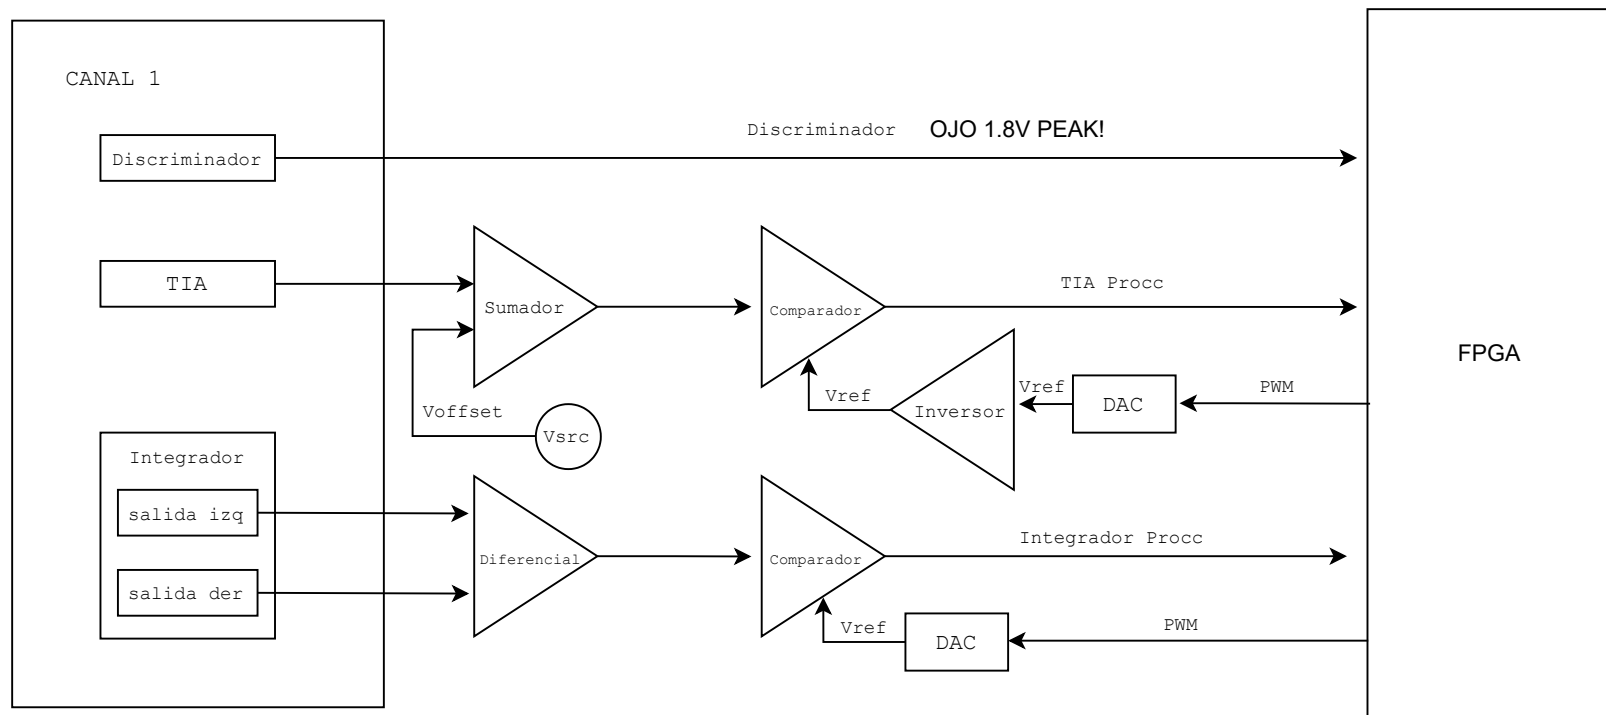 CANAL 1
Discriminador OJO 1.8V PEAK!
Discriminador
TIA
Sumador
Comparador
TIA Procc
FPGA
Voffset
Vsrc
Vref
Inversor
Vref
DAC
PWM
Integrador
salida izq
salida der
Diferencial
Comparador
Integrador Procc
Vref
DAC
PWM